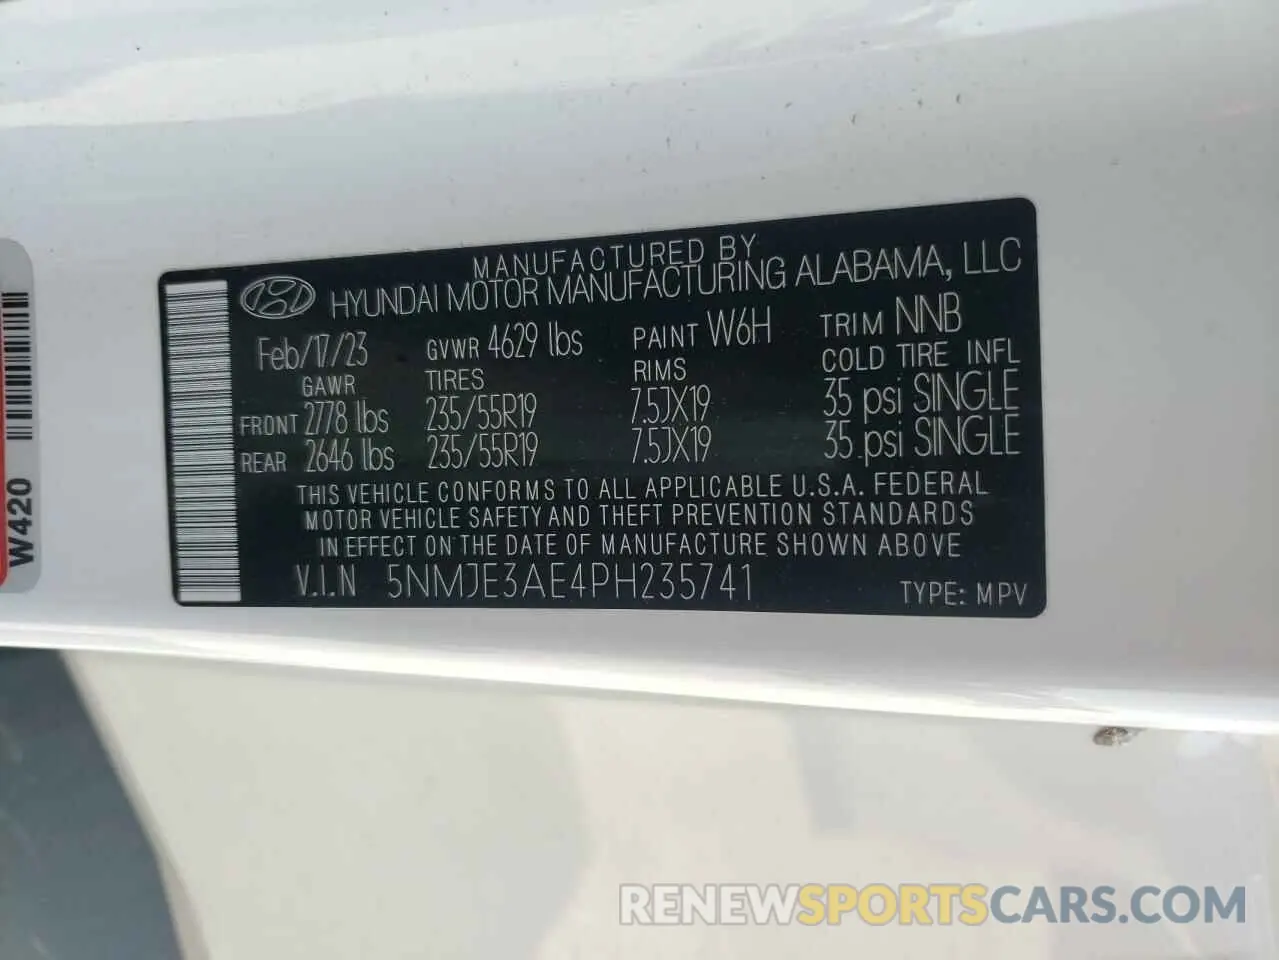 MANUFACTURED BY
HYUNDAI MOTOR MANUFACTURING ALABAMA, LLC
Feb/17/23 GVWR 4629 lbs PAINT W6H TRIM NNB
GAWR TIRES RIMS COLD TIRE INFL
FRONT 2778 lbs 235/55R19 7.5JX19 35 psi SINGLE
REAR 2646 lbs 235/55R19 7.5JX19 35 psi SINGLE
THIS VEHICLE CONFORMS TO ALL APPLICABLE U.S.A. FEDERAL
MOTOR VEHICLE SAFETY AND THEFT PREVENTION STANDARDS
IN EFFECT ON THE DATE OF MANUFACTURE SHOWN ABOVE
V.I.N 5NMJE3AE4PH235741 TYPE: MPV
W420
RENEWSPORTSCARS.COM